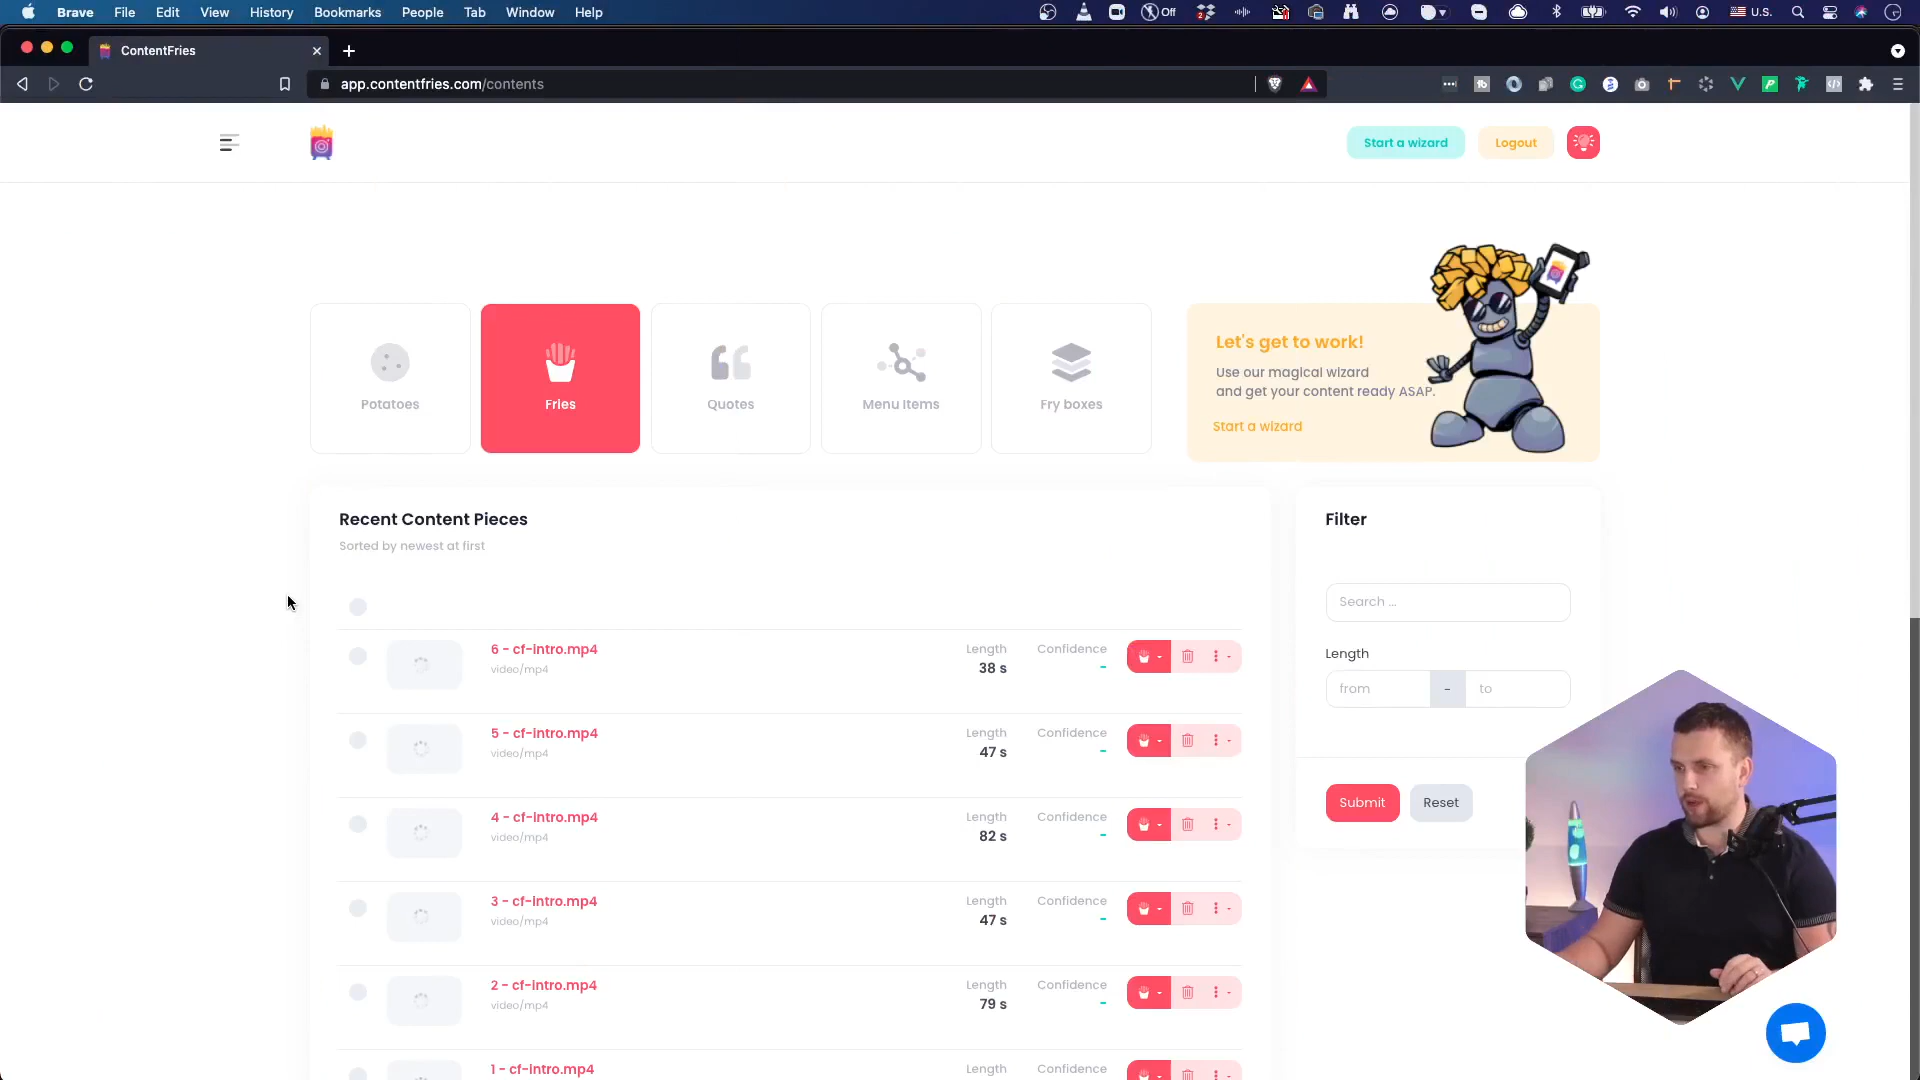 Brave File Edit View History Bookmarks People Tab Window Help
Off
U.S.
ContentFries
app.contentfries.com/contents
Start a wizard
Logout
Potatoes
Fries
Quotes
Menu Items
Fry boxes
Let's get to work!
Use our magical wizard
and get your content ready ASAP.
Start a wizard
Recent Content Pieces
Sorted by newest at first
Filter
Search ...
Length
from - to
Submit
Reset
6 - cf-intro.mp4
video/mp4
Length
38 s
Confidence
-
5 - cf-intro.mp4
video/mp4
Length
47 s
Confidence
-
4 - cf-intro.mp4
video/mp4
Length
82 s
Confidence
-
3 - cf-intro.mp4
video/mp4
Length
47 s
Confidence
-
2 - cf-intro.mp4
video/mp4
Length
79 s
Confidence
-
1 - cf-intro.mp4
Length
Confidence